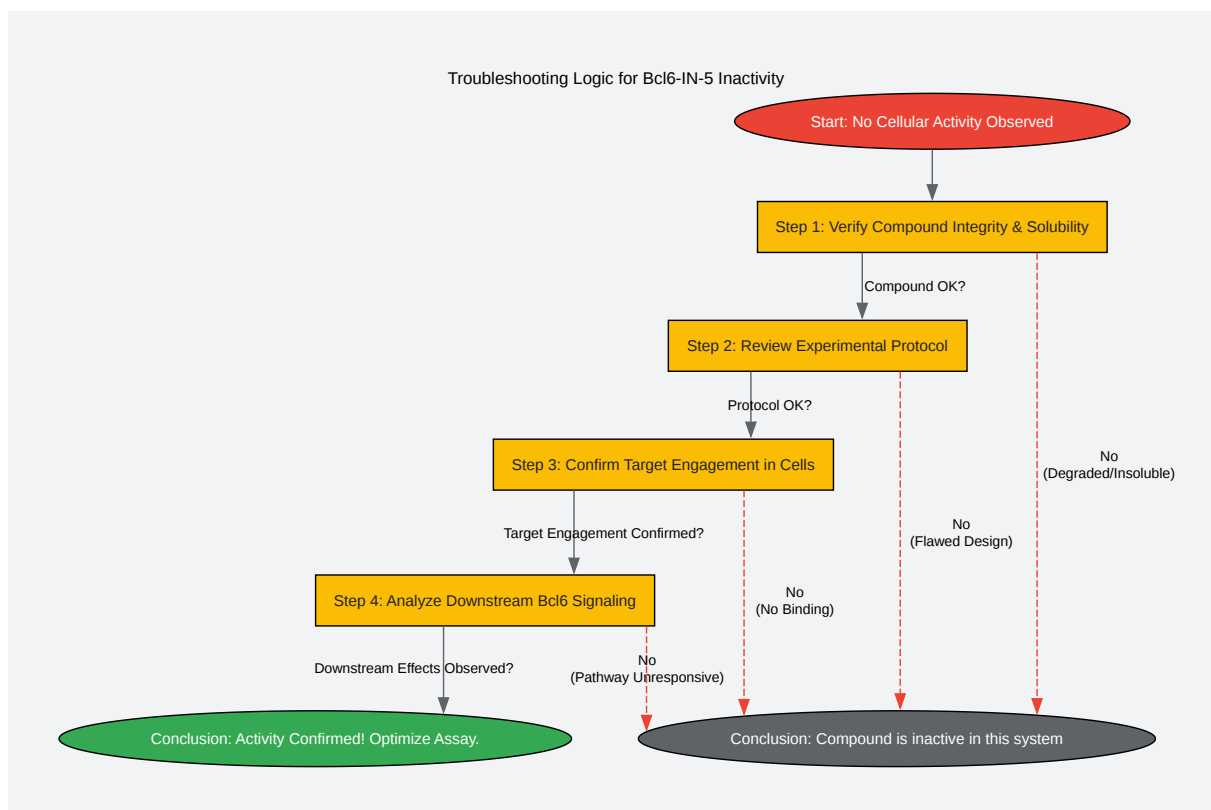 Troubleshooting Logic for Bcl6-IN-5 Inactivity
Start: No Cellular Activity Observed
Step 1: Verify Compound Integrity & Solubility
Compound OK?
Step 2: Review Experimental Protocol
Protocol OK?
Step 3: Confirm Target Engagement in Cells
No
(Degraded/Insoluble)
Target Engagement Confirmed?
No
(Flawed Design)
Step 4: Analyze Downstream Bcl6 Signaling
No
(No Binding)
Downstream Effects Observed?
No
(Pathway Unresponsive)
Conclusion: Activity Confirmed! Optimize Assay.
Conclusion: Compound is inactive in this system